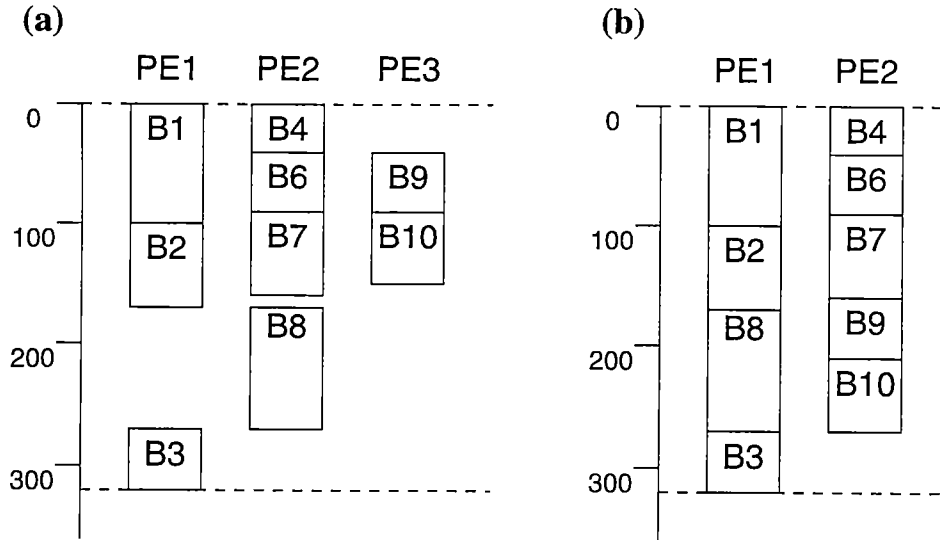 (a)
PE1 PE2 PE3
0
B1 B4
B6 B9
100
B2 B7 B10
200
B8
300
B3
(b)
PE1 PE2
0
B1 B4
B6
100
B2 B7
200
B8 B9
B10
300
B3